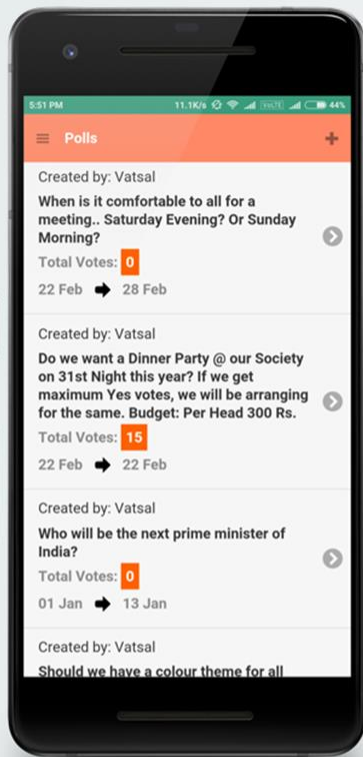 5:51 PM 11.1K/s VoLTE 44%
Polls
Created by: Vatsal
When is it comfortable to all for a
meeting.. Saturday Evening? Or Sunday
Morning?
Total Votes: 0
22 Feb 28 Feb
Created by: Vatsal
Do we want a Dinner Party @ our Society
on 31st Night this year? If we get
maximum Yes votes, we will be arranging
for the same. Budget: Per Head 300 Rs.
Total Votes: 15
22 Feb 22 Feb
Created by: Vatsal
Who will be the next prime minister of
India?
Total Votes: 0
01 Jan 13 Jan
Created by: Vatsal
Should we have a colour theme for all